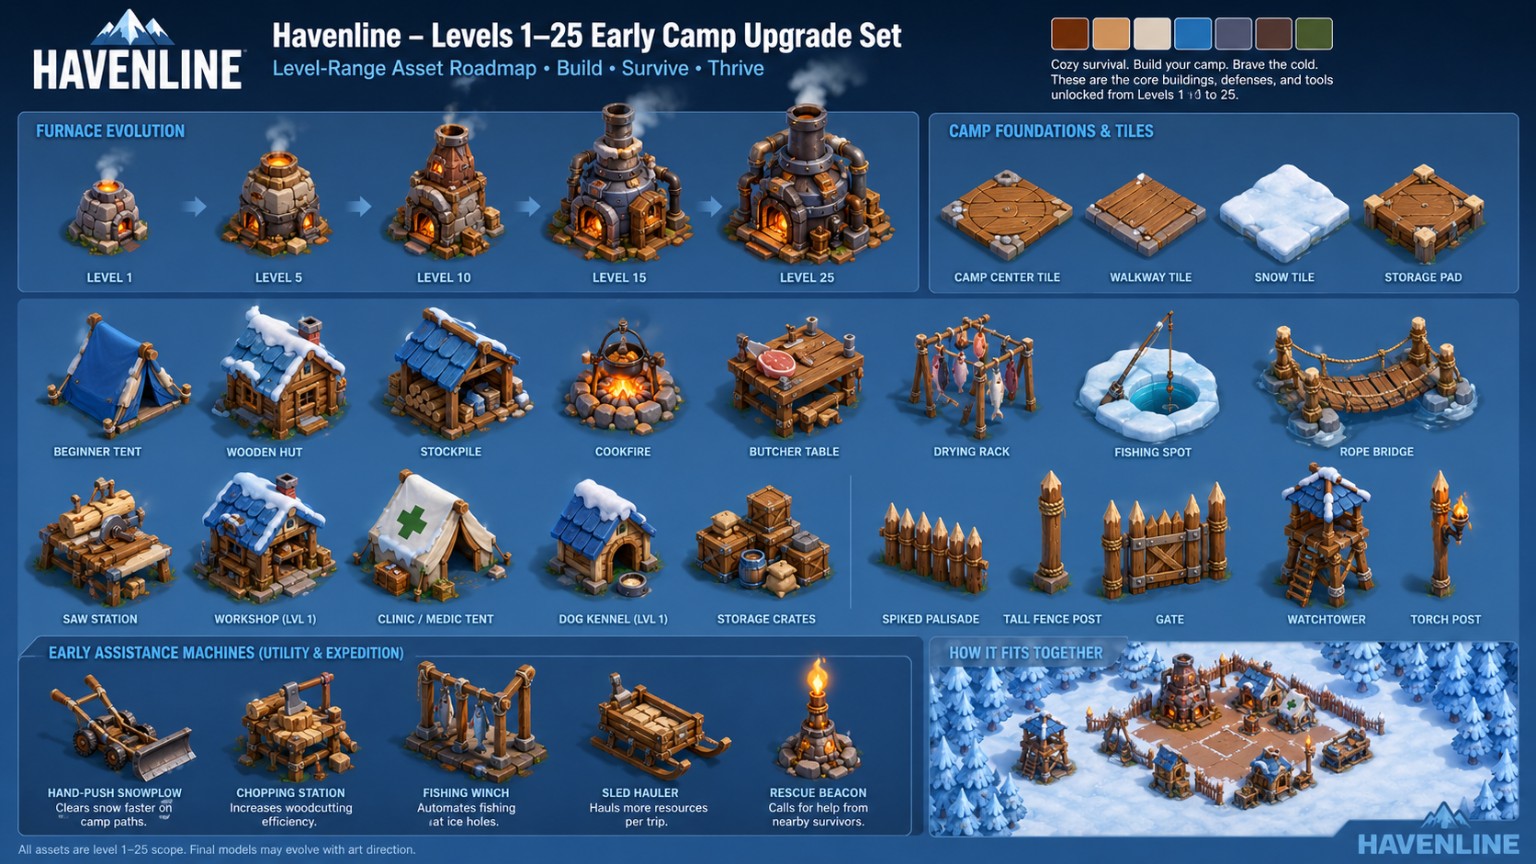 HAVENLINE
Havenline – Levels 1–25 Early Camp Upgrade Set
Level-Range Asset Roadmap • Build • Survive • Thrive
Cozy survival. Build your camp. Brave the cold.
These are the core buildings, defenses, and tools
unlocked from Levels 1 to 25.
FURNACE EVOLUTION
LEVEL 1
LEVEL 5
LEVEL 10
LEVEL 15
LEVEL 25
CAMP FOUNDATIONS & TILES
CAMP CENTER TILE
WALKWAY TILE
SNOW TILE
STORAGE PAD
BEGINNER TENT
WOODEN HUT
STOCKPILE
COOKFIRE
BUTCHER TABLE
DRYING RACK
FISHING SPOT
ROPE BRIDGE
SAW STATION
WORKSHOP (LVL 1)
CLINIC / MEDIC TENT
DOG KENNEL (LVL 1)
STORAGE CRATES
SPIKED PALISADE
TALL FENCE POST
GATE
WATCHTOWER
TORCH POST
EARLY ASSISTANCE MACHINES (UTILITY & EXPEDITION)
HAND-PUSH SNOWPLOW
Clears snow faster on
camp paths.
CHOPPING STATION
Increases woodcutting
efficiency.
FISHING WINCH
Automates fishing
at ice holes.
SLED HAULER
Hauls more resources
per trip.
RESCUE BEACON
Calls for help from
nearby survivors.
HOW IT FITS TOGETHER
HAVENLINE
All assets are level 1–25 scope. Final models may evolve with art direction.